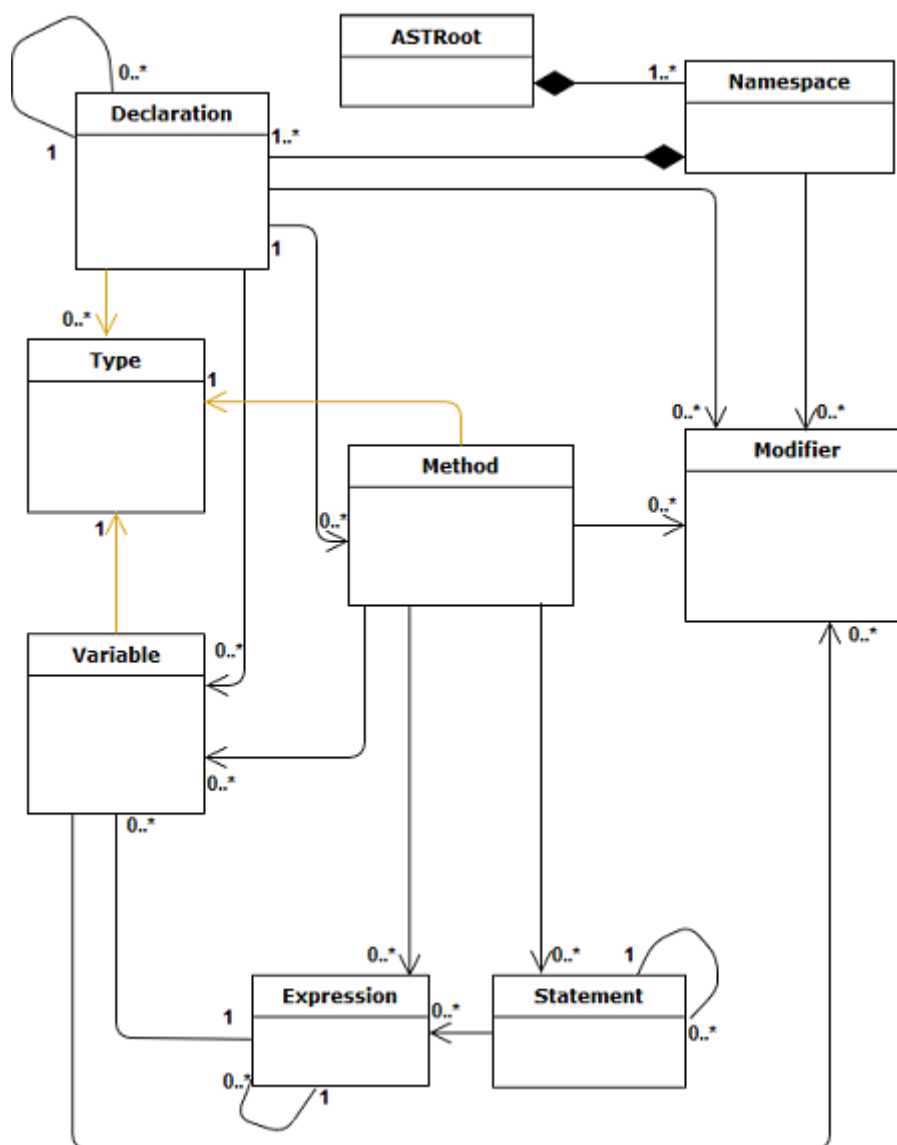 ASTRoot
0..*
1..*
Namespace
Declaration
1..*
1
1
0..*
Type
1
0..*
0..*
Modifier
Method
0..*
0..*
1
0..*
Variable
0..*
0..*
0..*
0..*
0..*
1
Expression
Statement
0..*
1
0..*
0..*
1